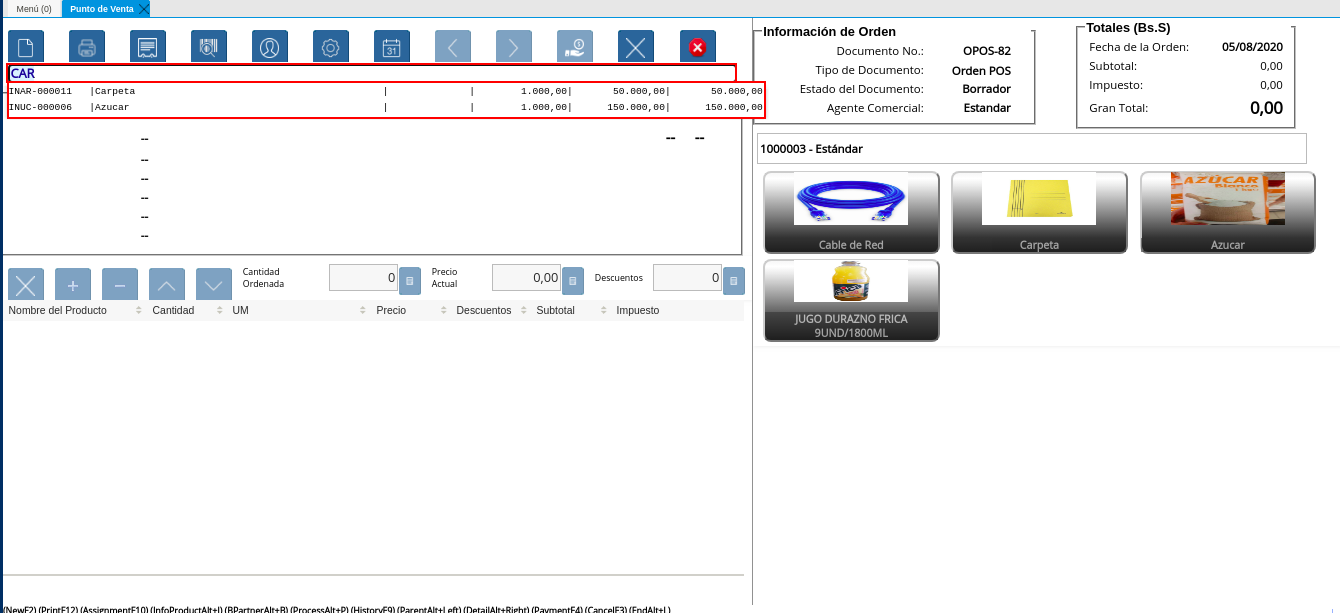 Menú (0)
Punto de Venta
31
CAR
INAR-000011 |Carpeta | | 1.000,00| 50.000,00| 50.000,00
INUC-000006 |Azucar | | 1.000,00| 150.000,00| 150.000,00
-- -- --
--
--
--
--
--
Cantidad Ordenada 0
Precio Actual 0,00
Descuentos 0
Nombre del Producto Cantidad UM Precio Descuentos Subtotal Impuesto
(NewF2) (PrintF12) (AssignmentF10) (InfoProductAlt+I) (BPartnerAlt+B) (ProcessAlt+P) (HistoryF9) (ParentAlt+Left) (DetailAlt+Right) (PaymentF4) (CancelF3) (EndAlt+L)
Información de Orden
Documento No.: OPOS-82
Tipo de Documento: Orden POS
Estado del Documento: Borrador
Agente Comercial: Estandar
Totales (Bs.S)
Fecha de la Orden: 05/08/2020
Subtotal: 0,00
Impuesto: 0,00
Gran Total: 0,00
1000003 - Estándar
Cable de Red
Carpeta
AZÚCAR
Blanco
Azucar
JUGO DURAZNO FRICA
9UND/1800ML